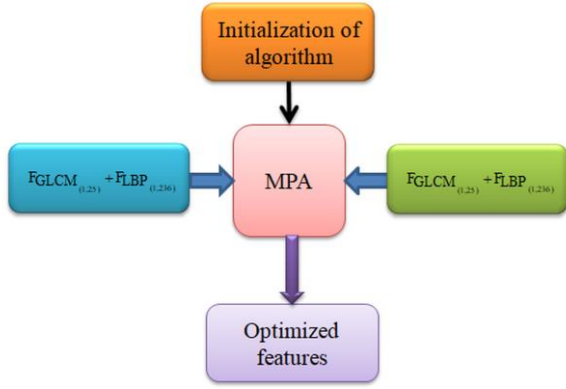 Initialization of
algorithm
FGLCM (1,25) + FLBP (1,236)
MPA
FGLCM (1,25) + FLBP (1,236)
Optimized
features